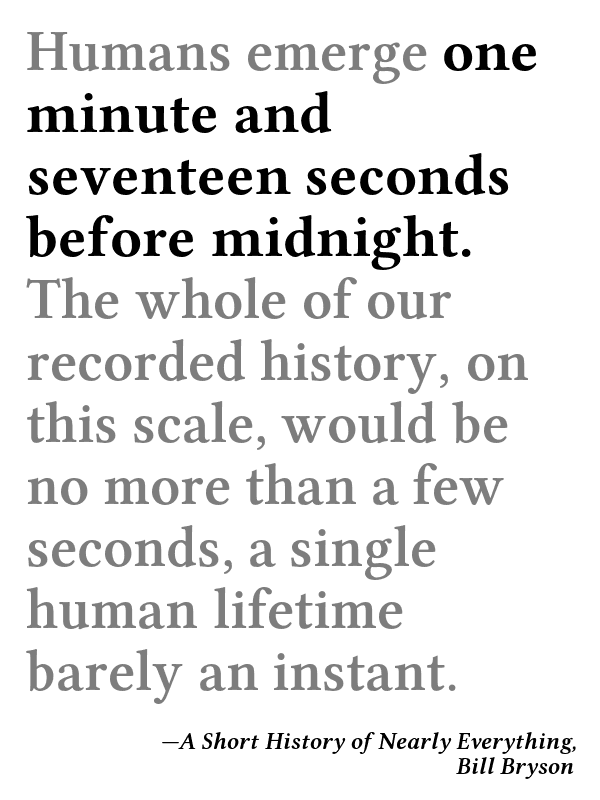 Humans emerge one
minute and
seventeen seconds
before midnight.
The whole of our
recorded history, on
this scale, would be
no more than a few
seconds, a single
human lifetime
barely an instant.
—A Short History of Nearly Everything,
Bill Bryson